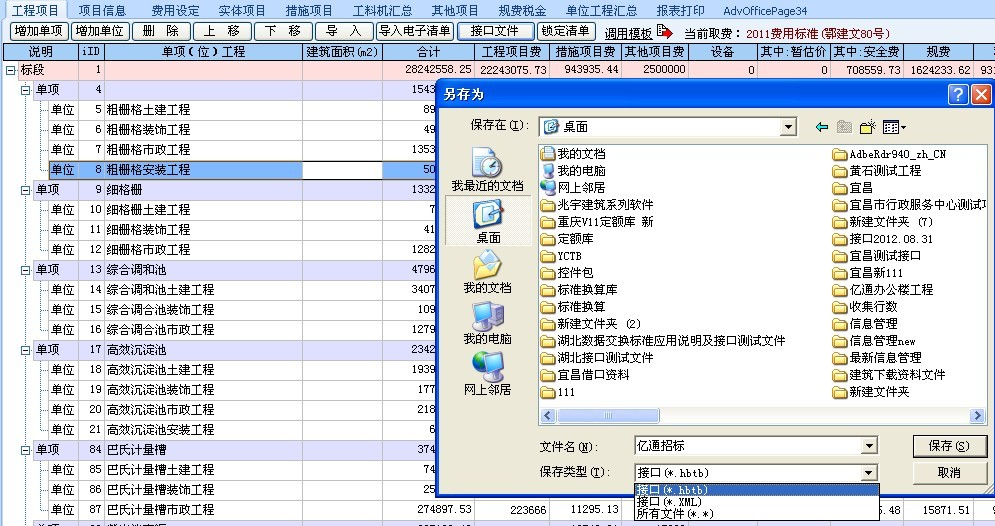 工程项目 项目信息 费用设定 实体项目 措施项目 工料机汇总 其他项目 规费税金 单位工程汇总 报表打印 AdvOfficePage34
增加单项 增加单位 删 除 上 移 下 移 导 入 导入电子清单 接口文件 锁定清单 调用模板 当前取费: 2011费用标准(鄂建文80号)
说明 iID 单项(位)工程 建筑面积(m2) 合计 工程项目费 措施项目费 其他项目费 设备 其中:暂估价 其中:安全费 规费
标段 1 28242558.25 22243075.73 943935.44 2500000 0 0 708559.73 1624233.62 93
单项 4 1543
单位 5 粗栅格土建工程 89
单位 6 粗栅格装饰工程 49
单位 7 粗栅格市政工程 1353
单位 8 粗栅格安装工程 50
单项 9 细格栅 1332
单位 10 细格栅土建工程 7
单位 11 细格栅装饰工程 41
单位 12 细栅格市政工程 1282
单项 13 综合调和池 4796
单位 14 综合调和池土建工程 3407
单位 15 综合调合池装饰工程 109
单位 16 综合调合池市政工程 1279
单项 17 高效沉淀池 2342
单位 18 高效沉淀池土建工程 1939
单位 19 高效沉淀池装饰工程 177
单位 20 高效沉淀池市政工程 218
单位 21 高效沉淀池安装工程 6
单项 84 巴氏计量槽 374
单位 85 巴氏计量槽土建工程 74
单位 86 巴氏计量槽装饰工程 25
单位 87 巴氏计量槽市政工程 274897.53 223666 11295.13 5.48 15871.51
另存为
保存在(I): 桌面
我最近的文档
桌面
我的文档
我的电脑
网上邻居
我的文档
我的电脑
网上邻居
兆宇建筑系列软件
重庆V11定额库 新
定额库
YCTB
控件包
标准换算库
标准换算
新建文件夹 (2)
湖北数据交换标准应用说明及接口测试文件
湖北接口测试文件
宜昌借口资料
111
AdbeRdr940_zh_CN
黄石测试工程
宜昌
宜昌市行政服务中心测试
新建文件夹 (7)
接口2012.08.31
宜昌测试接口
宜昌新111
亿通办公楼工程
收集行数
信息管理
信息管理new
最新信息管理
建筑下载资料文件
新建文件夹
文件名(N): 亿通招标 保存(S)
保存类型(T): 接口(*.hbtb) 取消
接口(*.hbtb)
接口(*.XML)
所有文件(*.*)